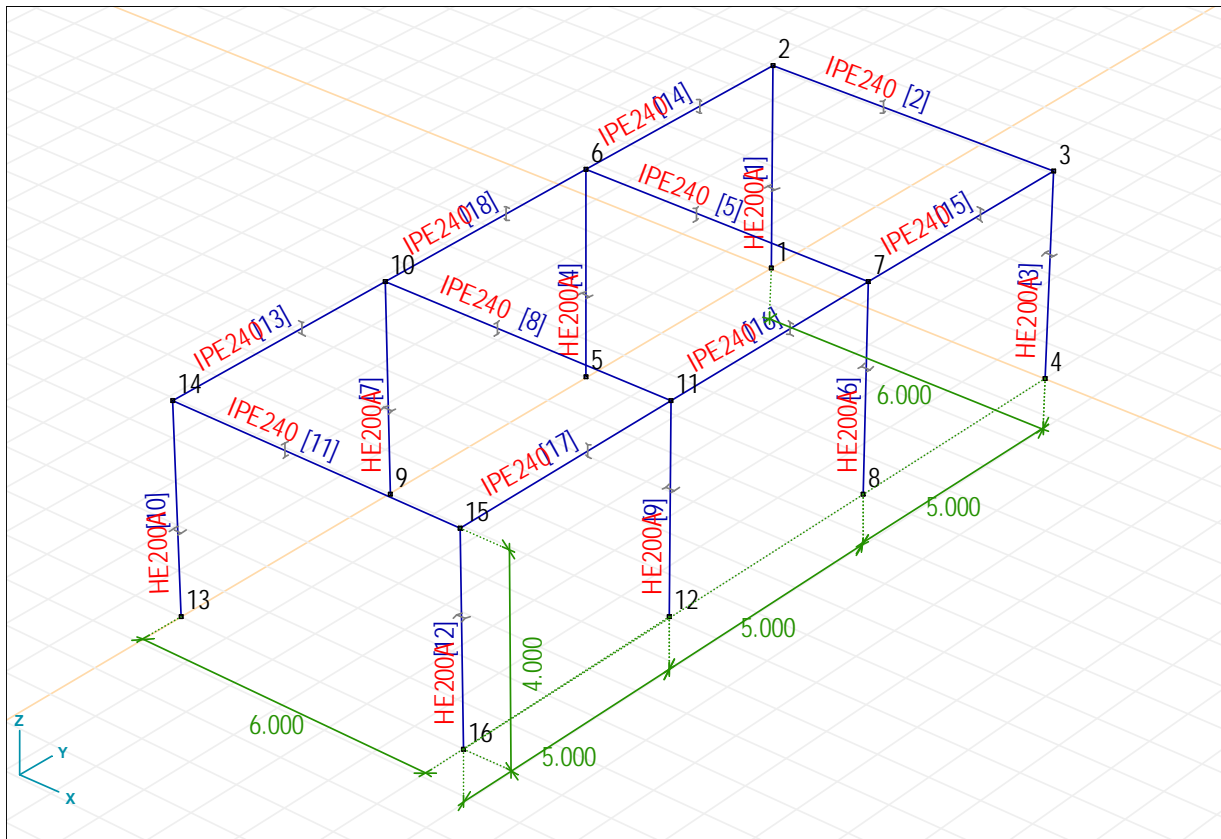 2
IPE240 [2]
IPE240 [14]
3
6
IPE240 [5]
HE200A [1]
IPE240 [15]
IPE240 [18]
1
7
10
HE200A [3]
IPE240 [8]
HE200A [4]
IPE240 [16]
IPE240 [13]
5
4
14
11
6.000
HE200A [7]
HE200A [6]
IPE240 [11]
IPE240 [17]
9
8
15
5.000
HE200A [10]
HE200A [9]
13
12
5.000
4.000
HE200A [12]
6.000
16
5.000
Z
Y
X